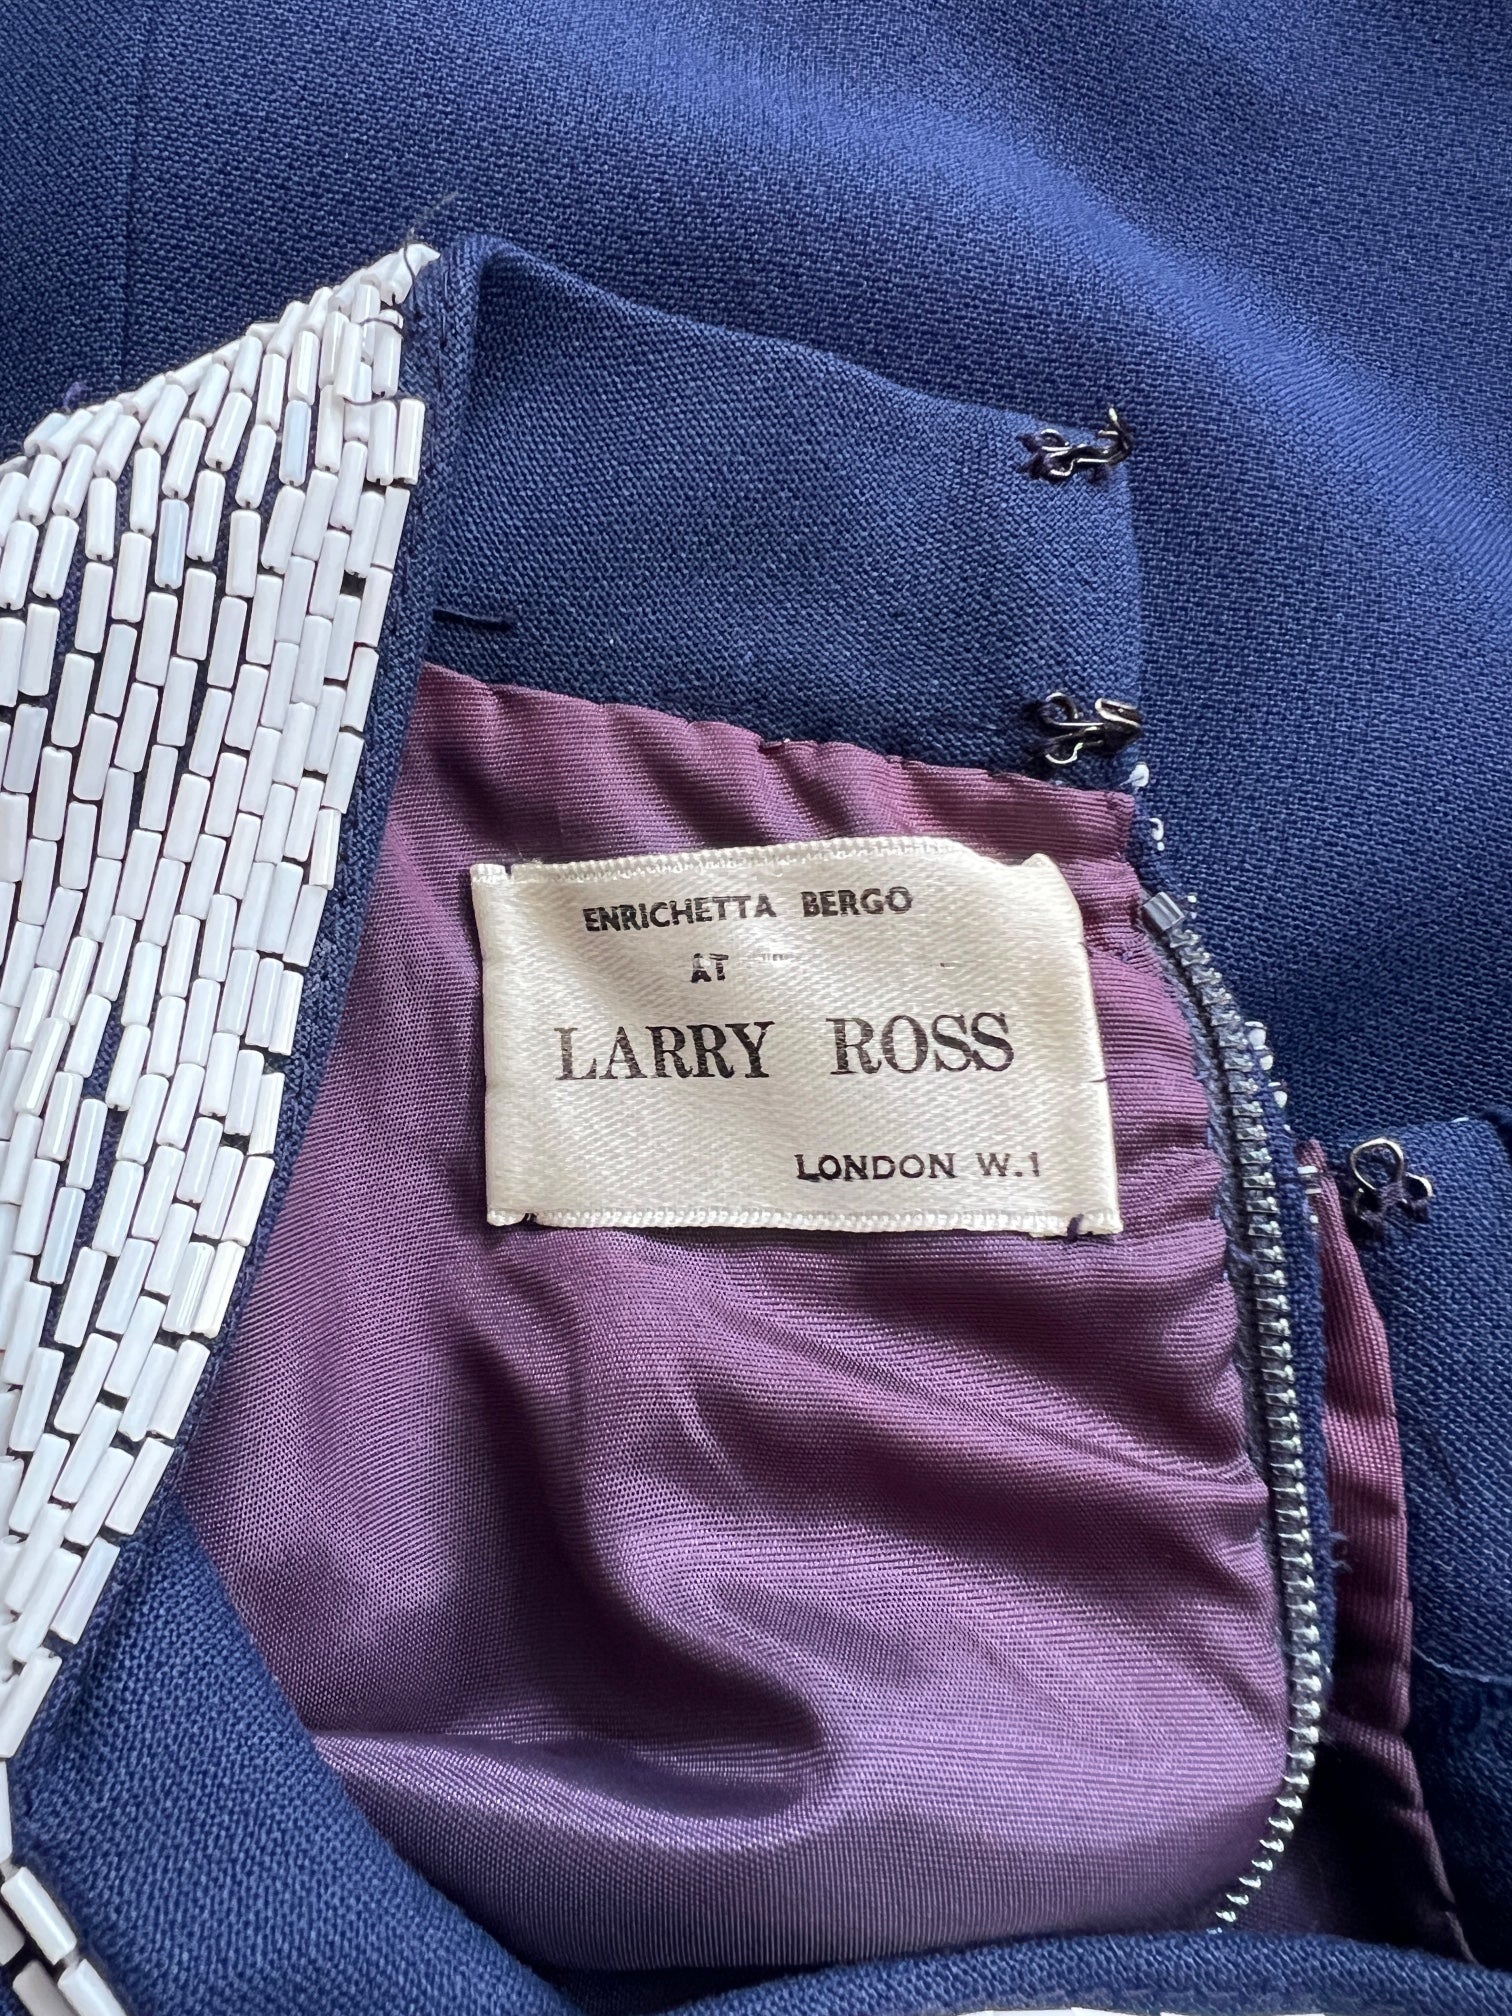 ENRICHETTA BERGO
AT
LARRY ROSS
LONDON W.1